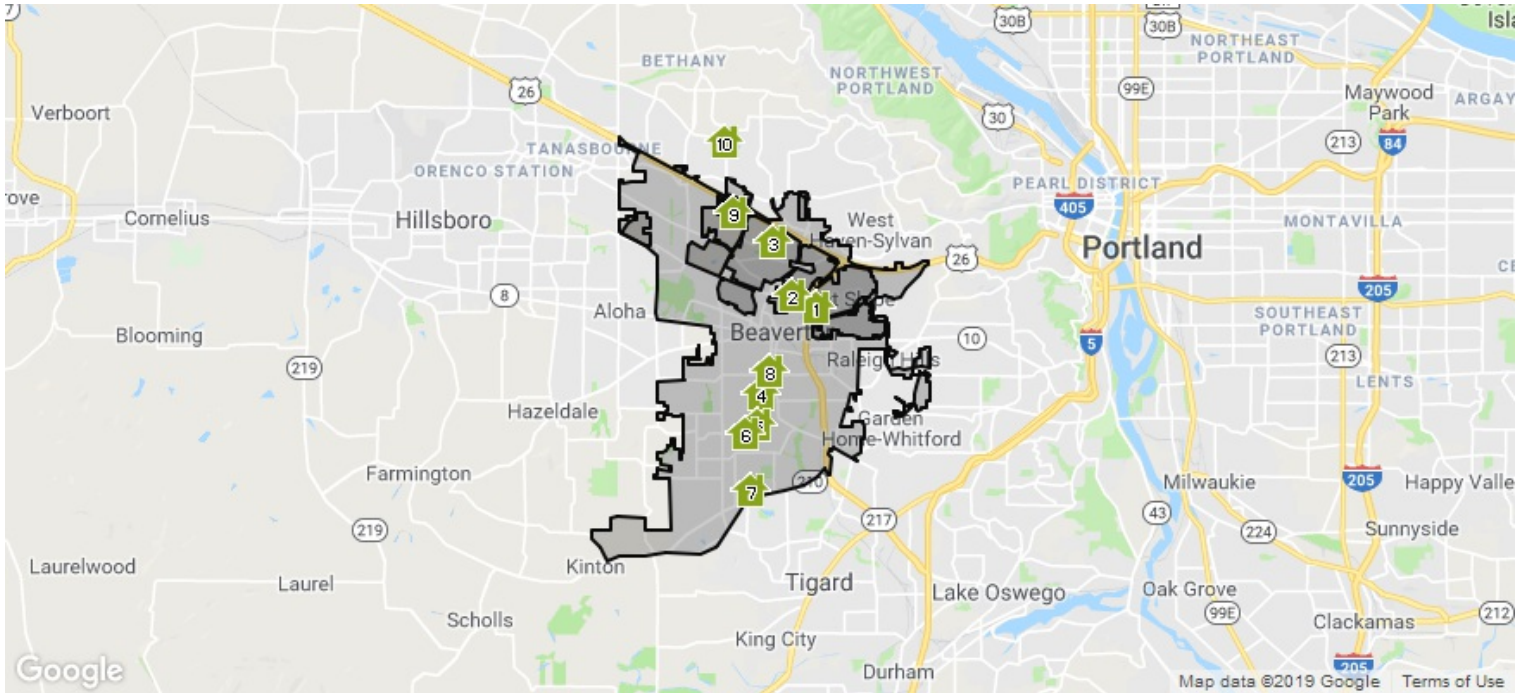 30B
30B
Isla
NORTHEAST
PORTLAND
BETHANY
NORTHWEST
PORTLAND
26
99E
Maywood
Park
ARGAY
Verboort
30
213
84
10
TANASBOURNE
ORENCO STATION
PEARL DISTRICT
405
rove
Cornelius
Hillsboro
9
West
Haven-Sylvan
MONTAVILLA
3
26
Portland
205
8
Aloha
2
1
Slope
SOUTHEAST
PORTLAND
Blooming
Beavert
10
5
213
219
Raleigh Hills
8
LENTS
4
Hazeldale
Garden
Home-Whitford
6
Farmington
7
210
Milwaukie
205
Happy Valle
43
217
224
Sunnyside
219
Laurelwood
Laurel
Kinton
Tigard
Lake Oswego
Oak Grove
99E
212
Scholls
King City
Clackamas
Durham
205
Google
Map data ©2019 Google
Terms of Use